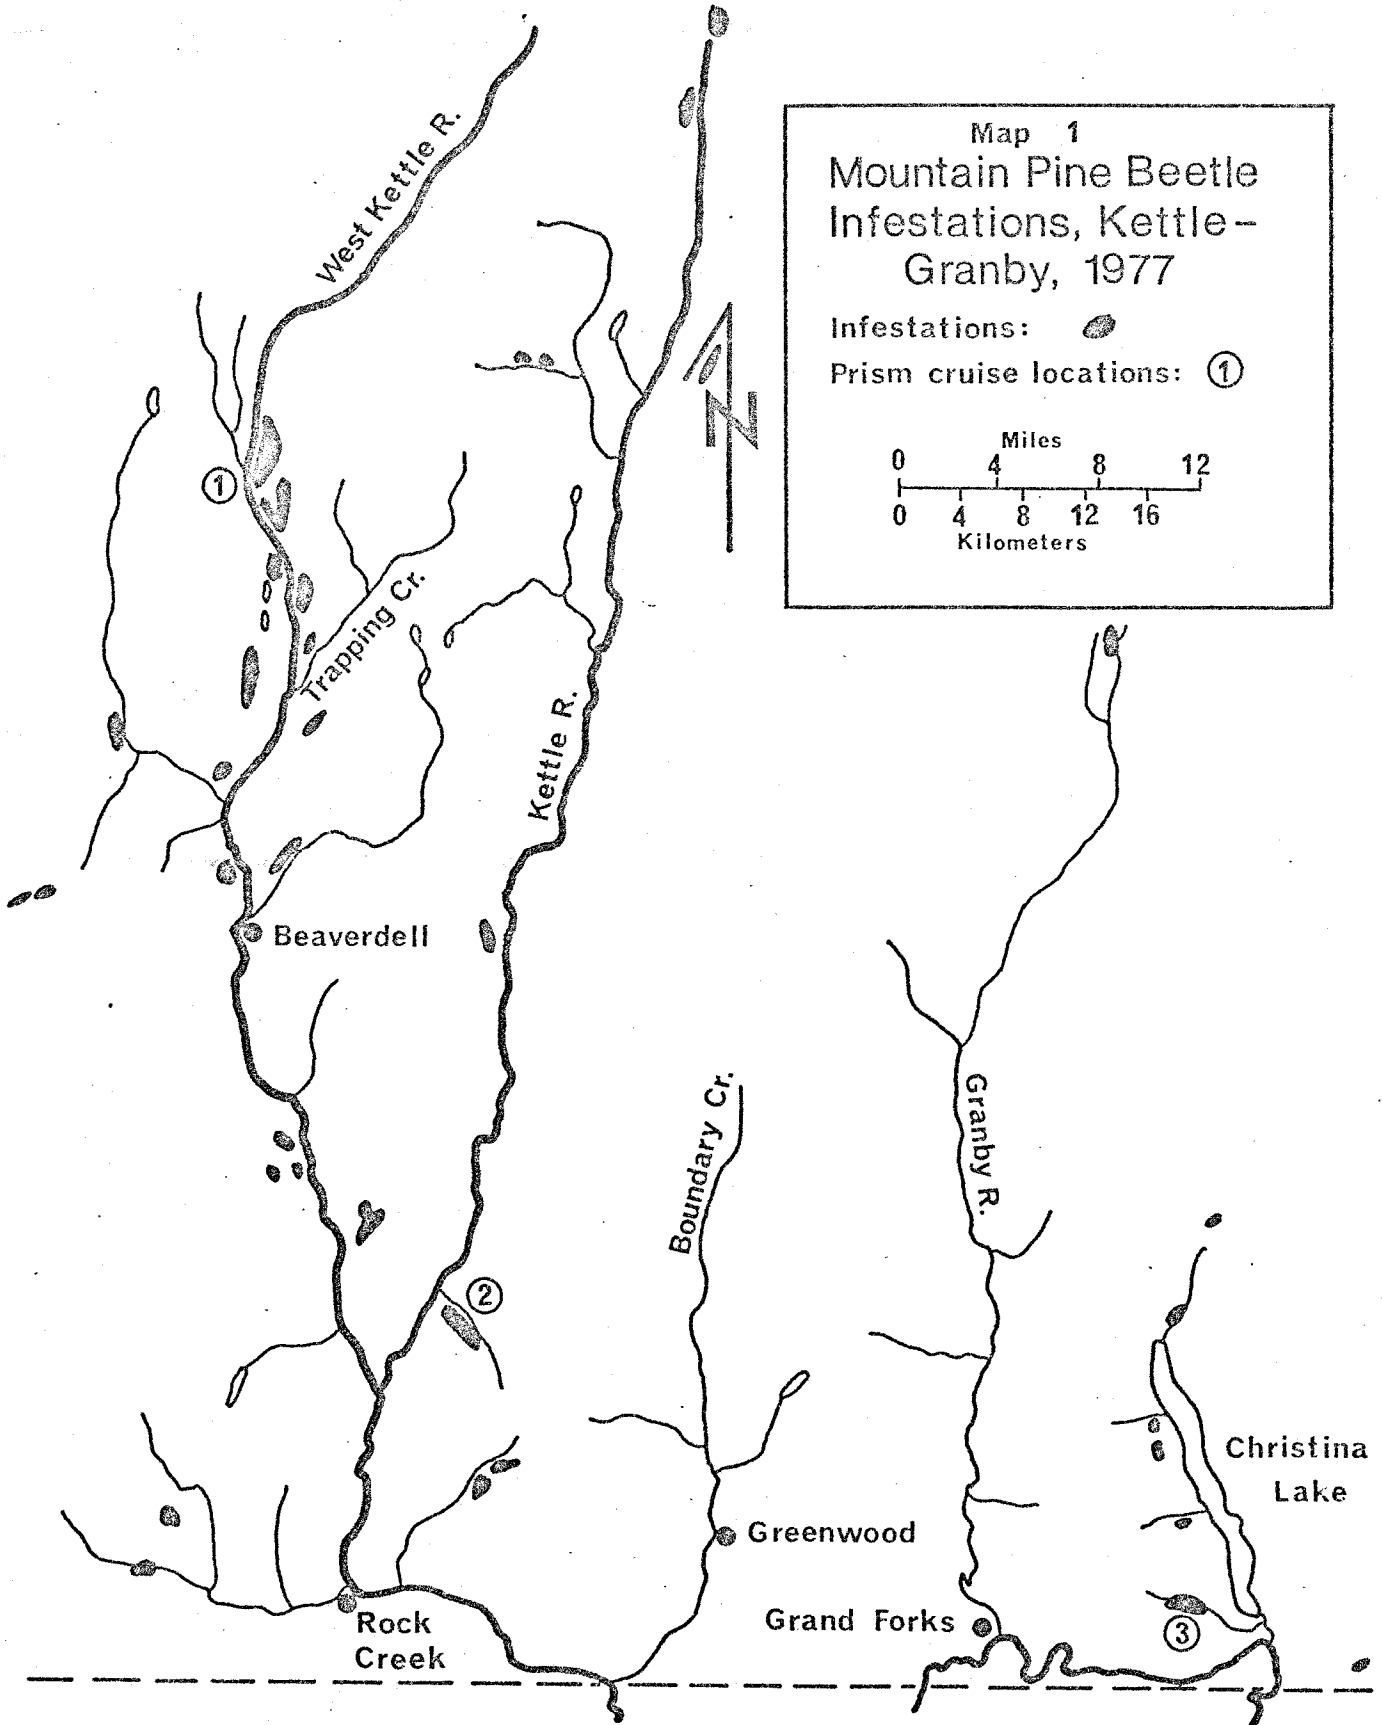 Map 1
Mountain Pine Beetle
Infestations, Kettle-
Granby, 1977
Infestations:
Prism cruise locations: 1
Miles
0 4 8 12
0 4 8 12 16
Kilometers
N
West Kettle R.
1
Trapping Cr.
Kettle R.
Beaverdell
Boundary Cr.
Granby R.
2
Christina
Lake
Greenwood
Grand Forks
Rock
Creek
3